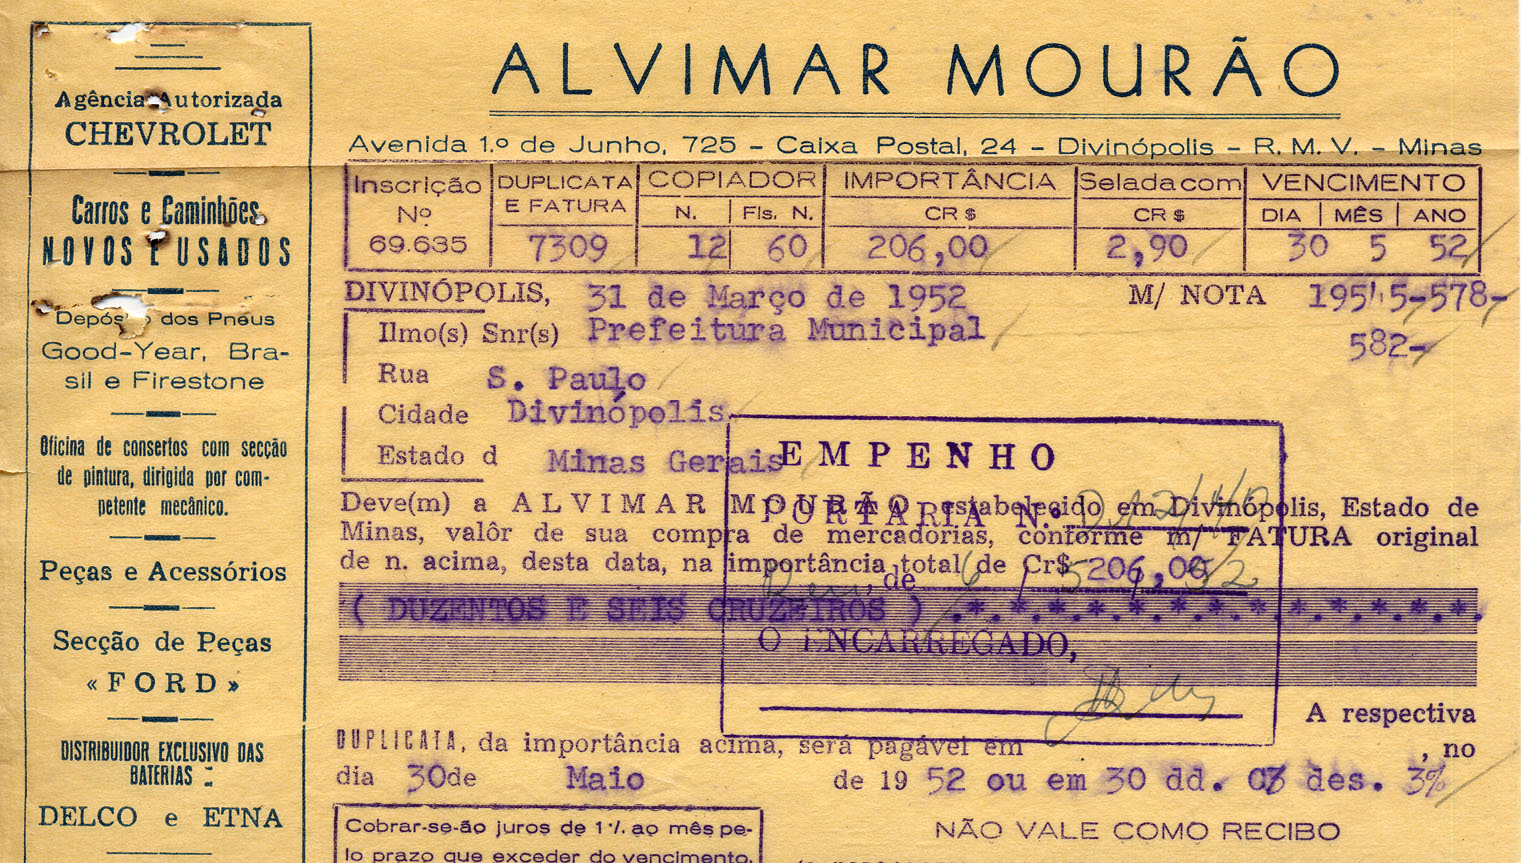 ALVIMAR MOURÃO
Avenida 1.º de Junho, 725 - Caixa Postal, 24 - Divinópolis - R. M. V. - Minas
Agência Autorizada
CHEVROLET
Carros e Caminhões
NOVOS E USADOS
dos Pneus
Good-Year, Bra-
sil e Firestone
Oficina de consertos com secção
de pintura, dirigida por com-
petente mecânico.
Peças e Acessórios
Secção de Peças
«FORD»
DISTRIBUIDOR EXCLUSIVO DAS
BATERIAS :
DELCO e ETNA
Inscrição DUPLICATA COPIADOR IMPORTÂNCIA Selada com VENCIMENTO
Nº E FATURA N. Fls. N. CR $ CR $ DIA MÊS ANO
69.635 7309 12 60 206,00 2,90 30 5 52
DIVINÓPOLIS, 31 de Março de 1952 M/ NOTA 578-
Ilmo(s) Snr(s) Prefeitura Municipal 582-
Rua S. Paulo
Cidade Divinópolis
Estado d Minas Gerais
EMPENHO
Deve(m) a ALVIMAR MOURÃO estabelecido em Divinópolis, Estado de
PORTARIA N.º
Minas, valôr de sua compra de mercadorias, conforme m/ FATURA original
de n. acima, desta data, na importância total de Cr$ 206,00
, de
( DUZENTOS E SEIS CRUZEIROS ) .*.*.*.*.*.*.*.*.*.*.*.*.*.
O ENCARREGADO,
A respectiva
DUPLICATA, da importância acima, será pagável em , no
dia 30 de Maio de 19 52 ou em 30 dd. des. 3%
Cobrar-se-ão juros de 1% ao mês pe-
lo prazo que exceder do vencimento.
NÃO VALE COMO RECIBO